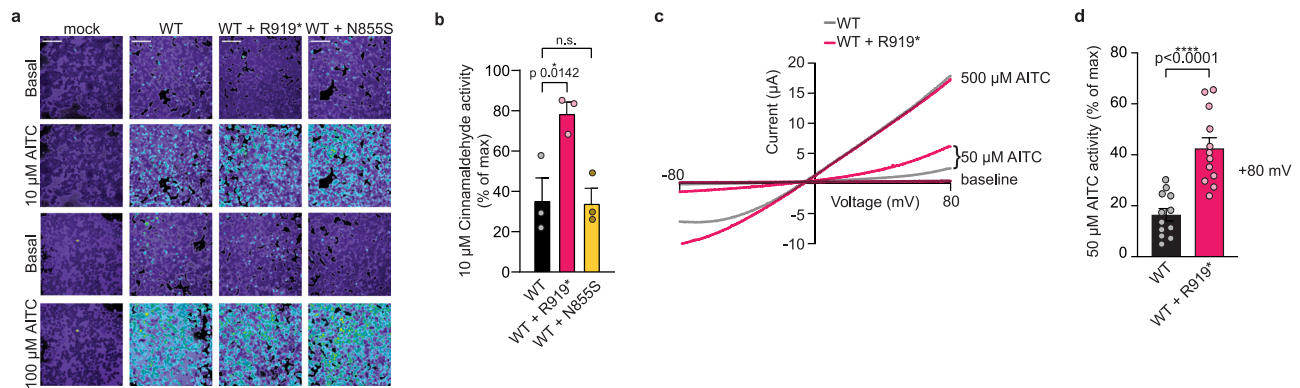 a
mock
WT
WT + R919*
WT + N855S
Basal
10 µM AITC
Basal
100 µM AITC
b
n.s.
*
p 0.0142
100
80
60
40
20
0
10 µM Cinnamaldehyde activity
(% of max)
WT
WT + R919*
WT + N855S
c
WT
WT + R919*
20
15
10
5
-5
-10
Current (µA)
-80
80
Voltage (mV)
500 µM AITC
50 µM AITC
baseline
d
****
p<0.0001
80
60
40
20
0
50 µM AITC activity (% of max)
WT
WT + R919*
+80 mV